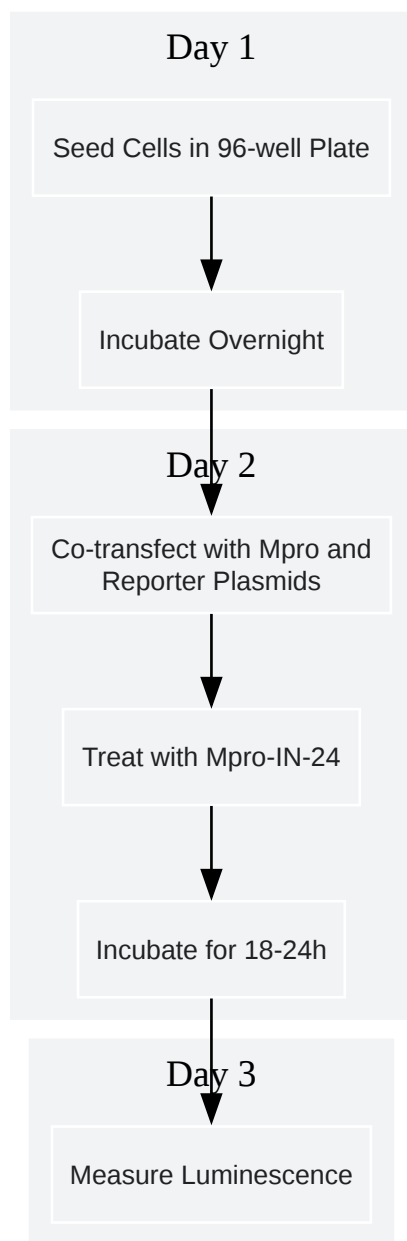 Day 1
Seed Cells in 96-well Plate
Incubate Overnight
Day 2
Co-transfect with Mpro and
Reporter Plasmids
Treat with Mpro-IN-24
Incubate for 18-24h
Day 3
Measure Luminescence